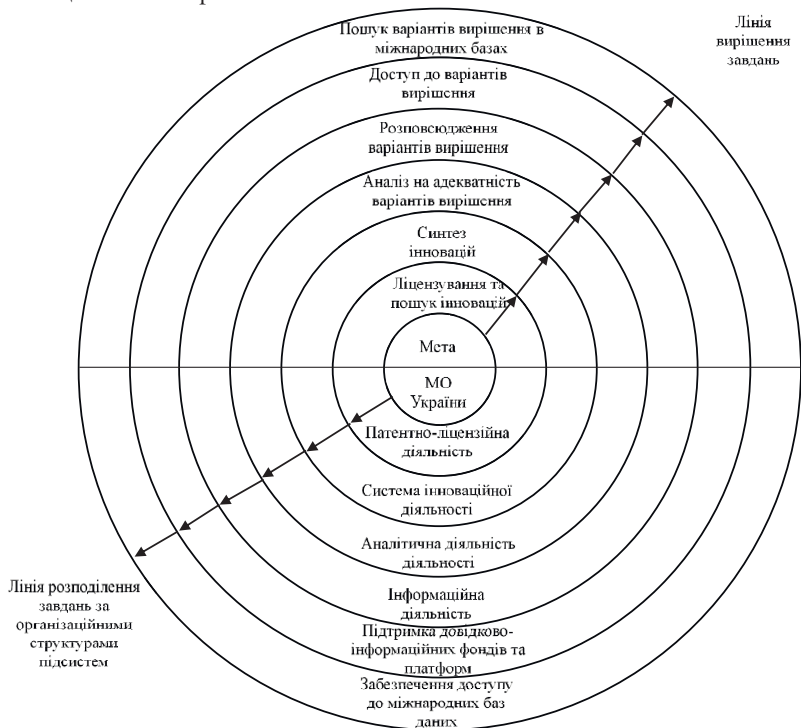 Пошук варіантів вирішення в
міжнародних базах
Лінія
вирішення
завдань
Доступ до варіантів
вирішення
Розповсюдження
варіантів вирішення
Аналіз на адекватність
варіантів вирішення
Синтез
інновацій
Ліцензування та
пошук інновацій
Мета
МО
України
Патентно-ліцензійна
діяльність
Система інноваційної
діяльності
Аналітична діяльність
діяльності
Лінія розподілення
завдань за
організаційними
структурами
підсистем
Інформаційна
діяльність
Підтримка довідково-
інформаційних фондів та
платформ
Забезпечення доступу
до міжнародних баз
даних